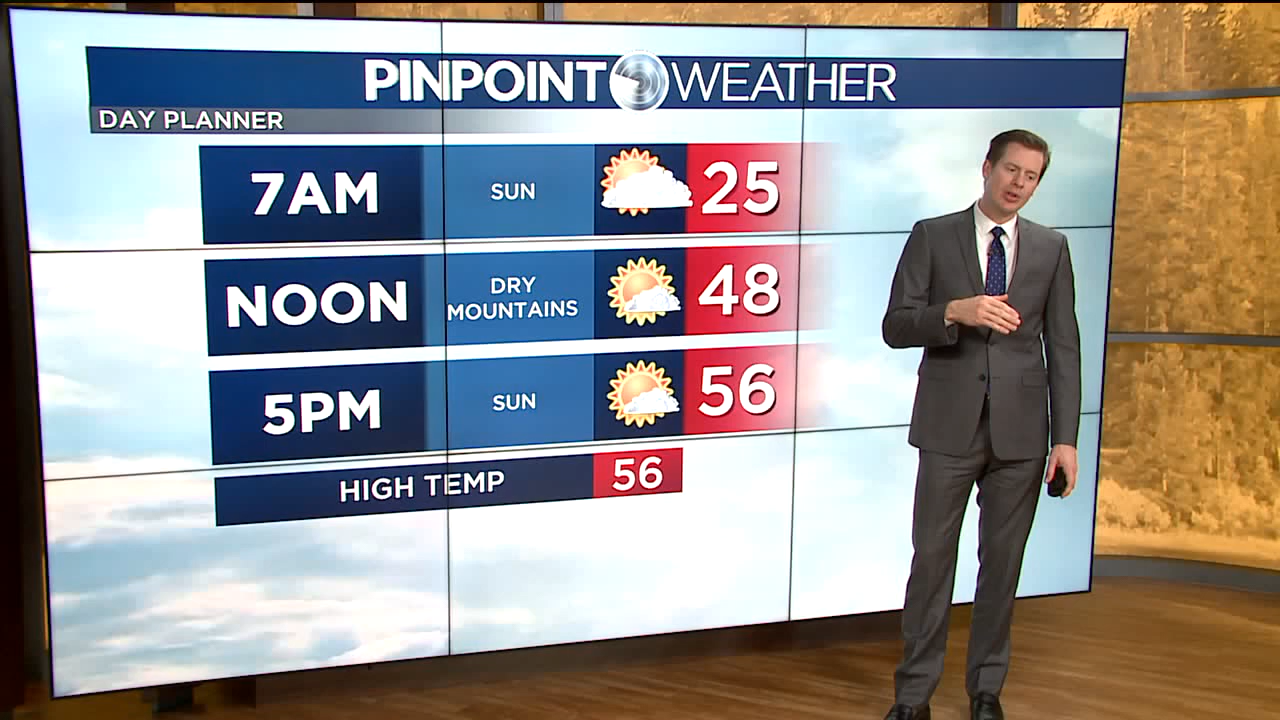 PINPOINT WEATHER
DAY PLANNER
7AM SUN 25
NOON DRY MOUNTAINS 48
5PM SUN 56
HIGH TEMP 56